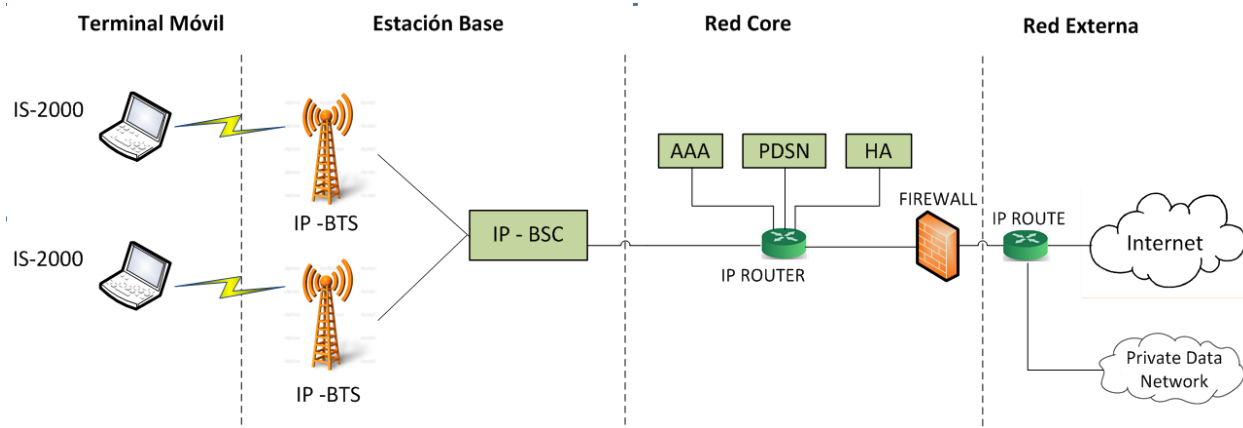 Terminal Móvil
Estación Base
Red Core
Red Externa
IS-2000
IP -BTS
IS-2000
IP -BTS
IP - BSC
AAA
PDSN
HA
IP ROUTER
FIREWALL
IP ROUTE
Internet
Private Data
Network